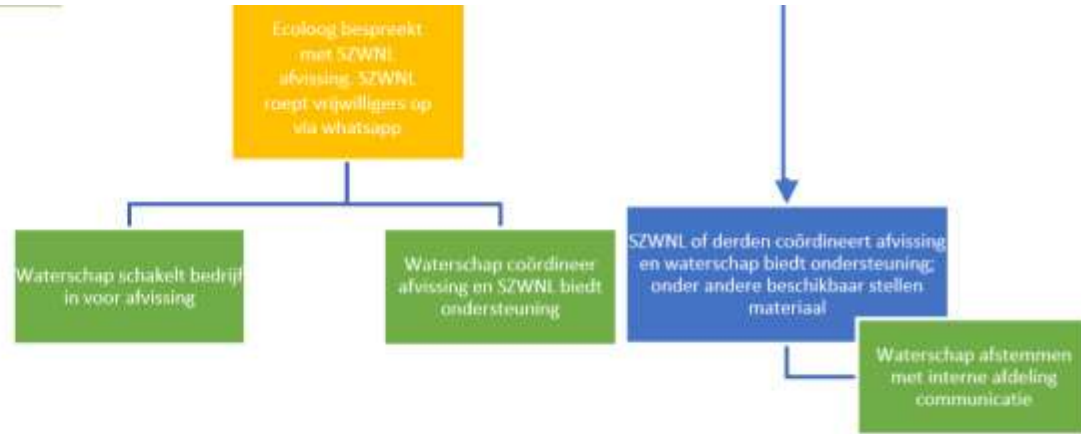 Ecoloog bespreekt
met SZWNL
afvissing. SZWNL
roept vrijwilligers op
via whatsapp
Waterschap schakelt bedrijf
in voor afvissing
Waterschap coördineer
afvissing en SZWNL biedt
ondersteuning
SZWNL of derden coördineert afvissing
en waterschap biedt ondersteuning;
onder andere beschikbaar stellen
materiaal
Waterschap afstemmen
met interne afdeling
communicatie